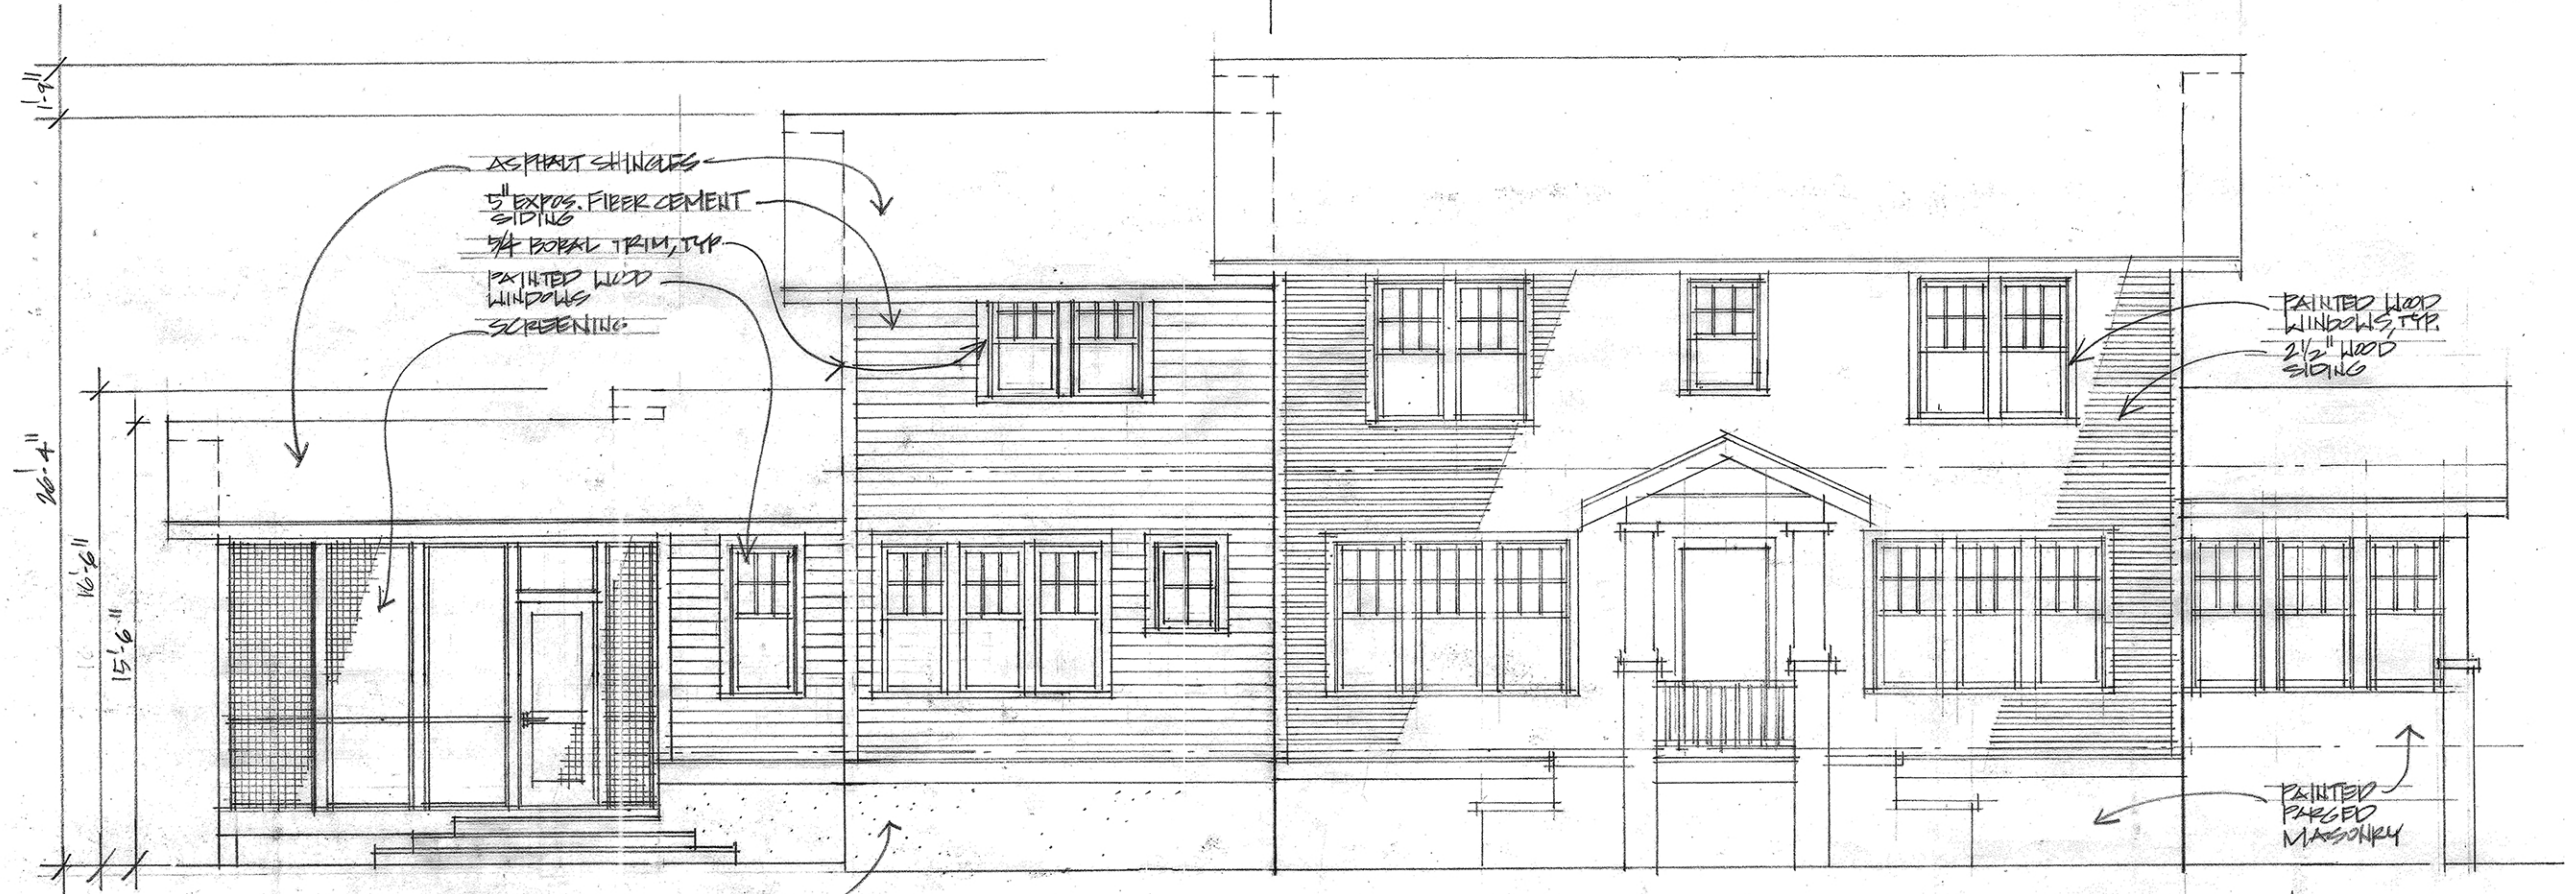 1'-9"
ASPHALT SHINGLES
5" EXPOS. FIBER CEMENT
SIDING
5/4 BORAL TRIM, TYP.
PAINTED WOOD
WINDOWS
SCREENING
26'-4"
16'-6"
15'-6"
PAINTED WOOD
WINDOWS, TYP.
2 1/2" WOOD
SIDING
PAINTED
PARGED
MASONRY